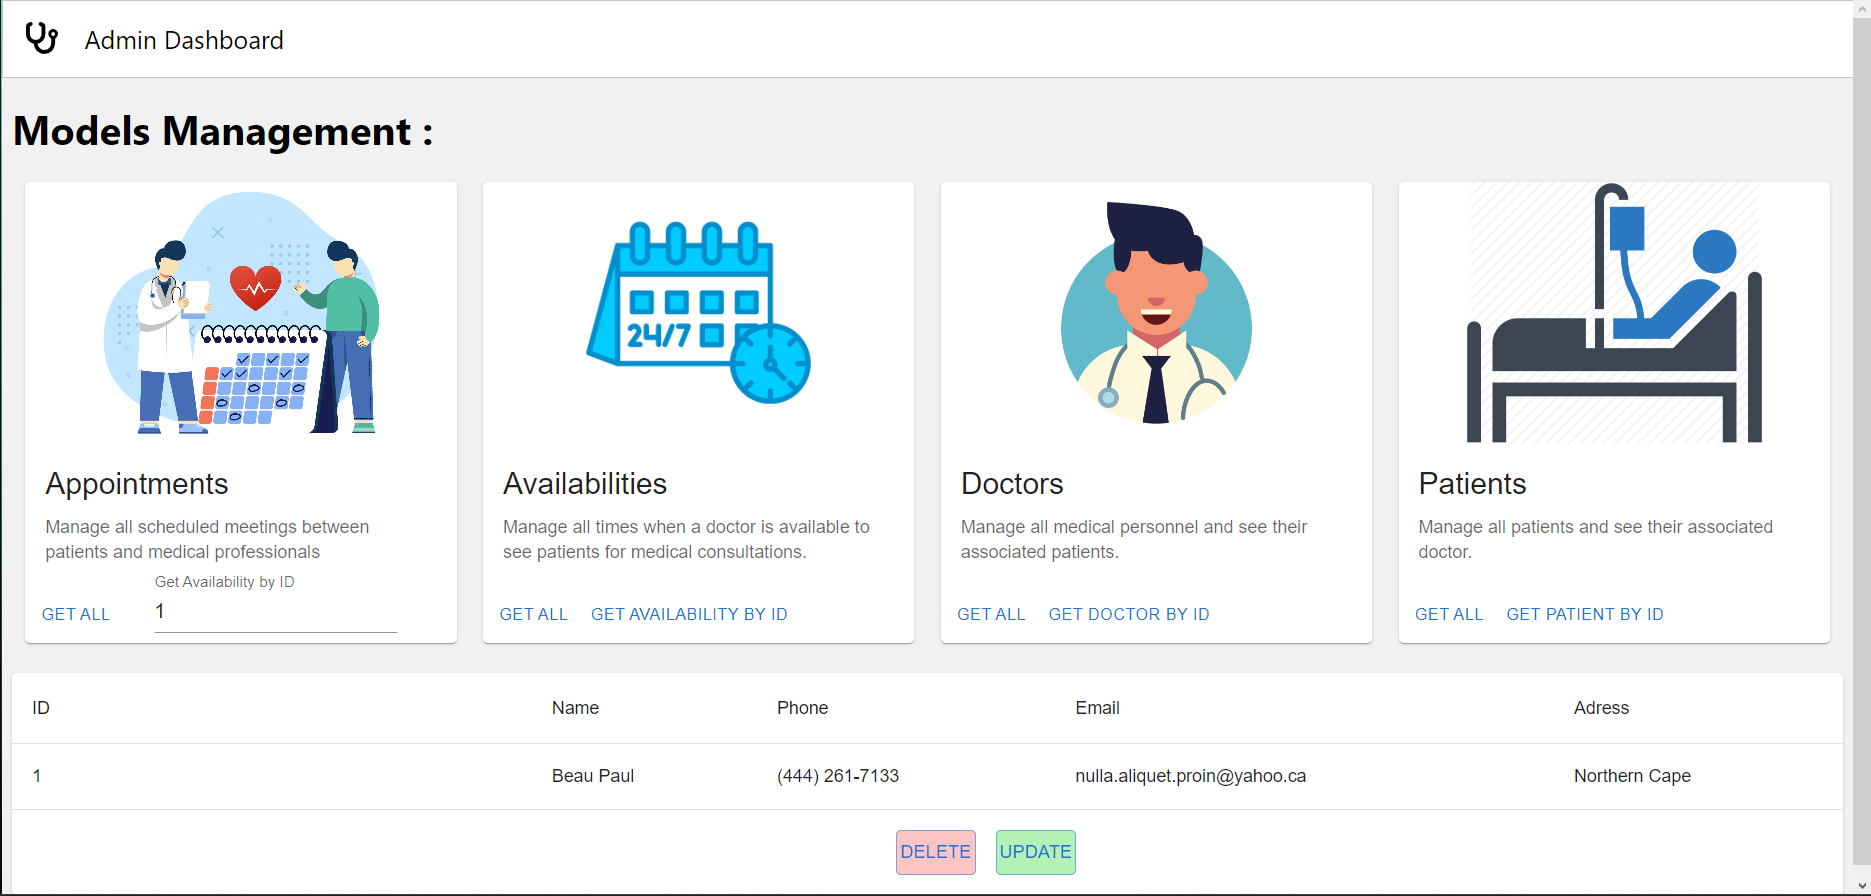 Admin Dashboard
Models Management :
24/7
Appointments
Manage all scheduled meetings between
patients and medical professionals
Get Availability by ID
GET ALL
1
Availabilities
Manage all times when a doctor is available to
see patients for medical consultations.
GET ALL GET AVAILABILITY BY ID
Doctors
Manage all medical personnel and see their
associated patients.
GET ALL GET DOCTOR BY ID
Patients
Manage all patients and see their associated
doctor.
GET ALL GET PATIENT BY ID
ID Name Phone Email Adress
1 Beau Paul (444) 261-7133 nulla.aliquet.proin@yahoo.ca Northern Cape
DELETE UPDATE